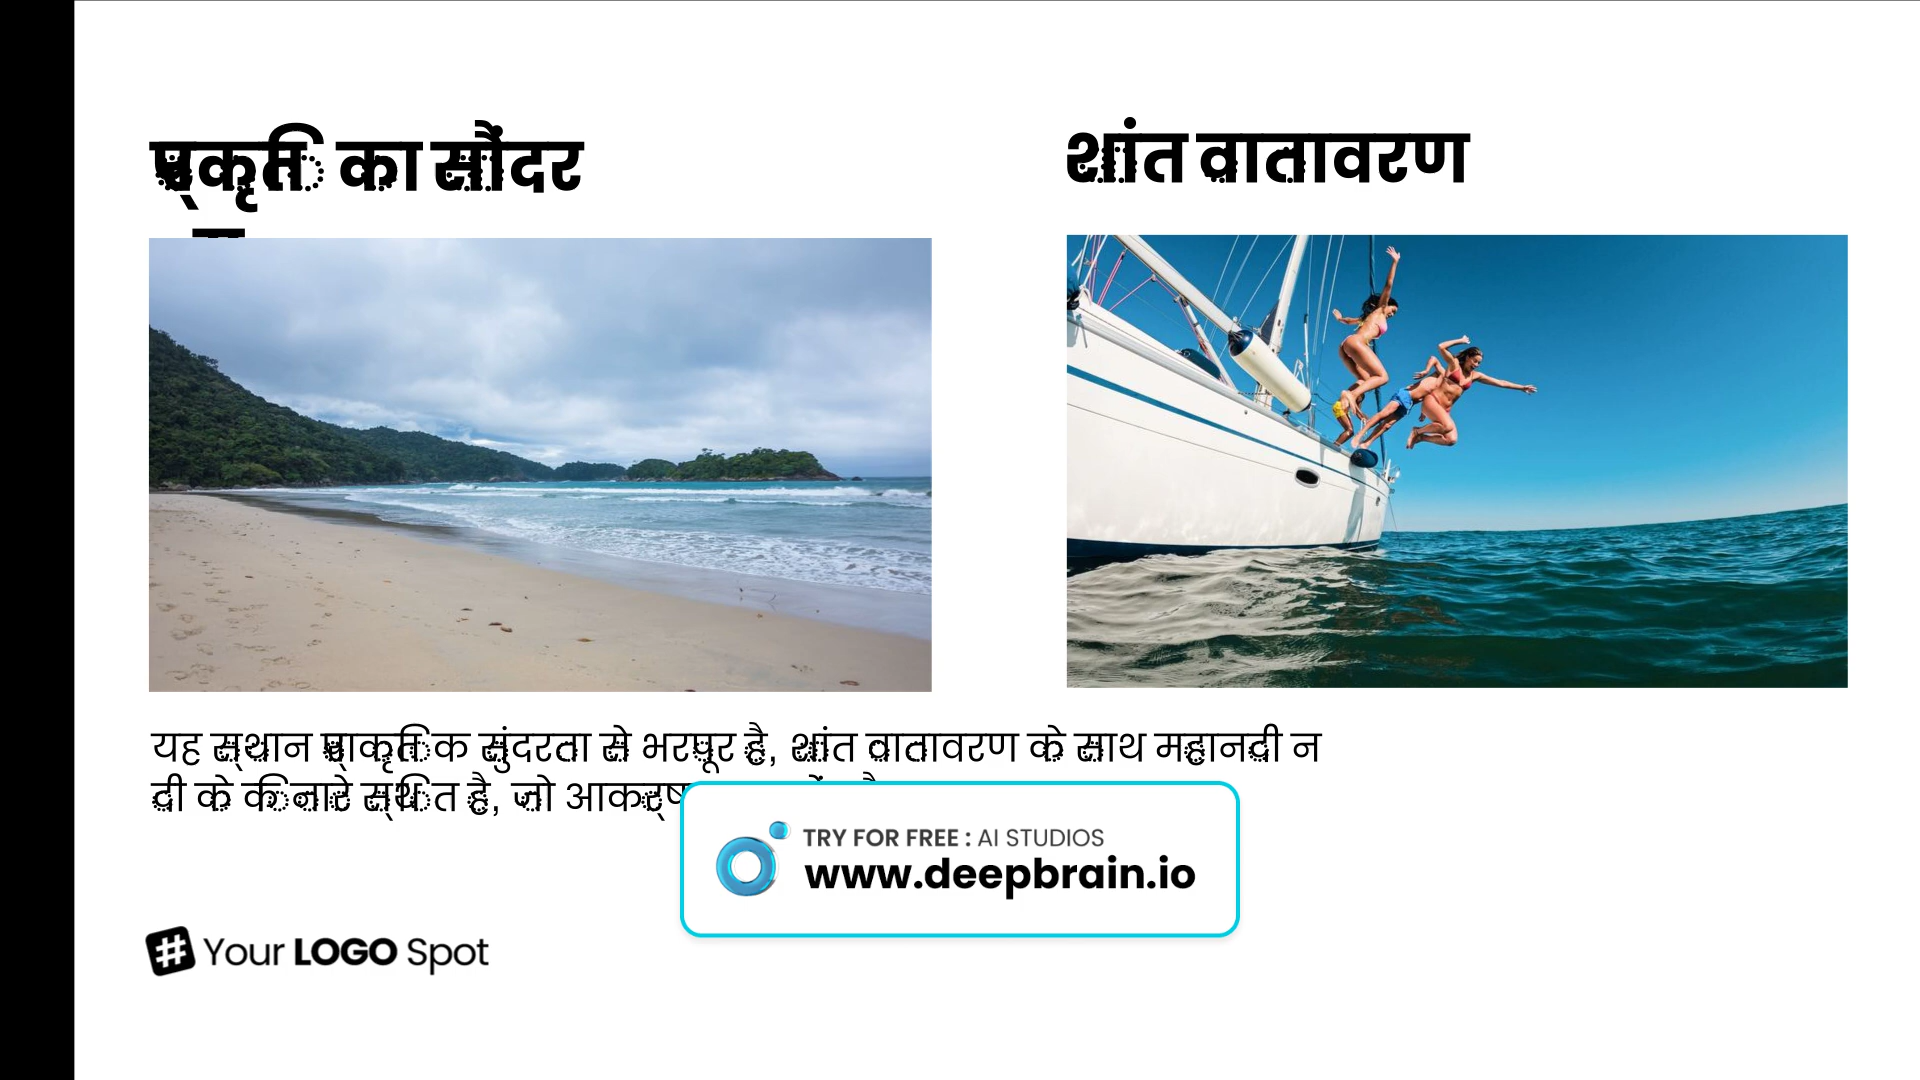 प्रकृति का सौंदर
शांत वातावरण
यह स्थान प्राकृतिक सुंदरता से भरपूर है, शांत वातावरण के साथ महानदी न
दी के किनारे स्थित है, जो
TRY FOR FREE : AI STUDIOS
www.deepbrain.io
# Your LOGO Spot